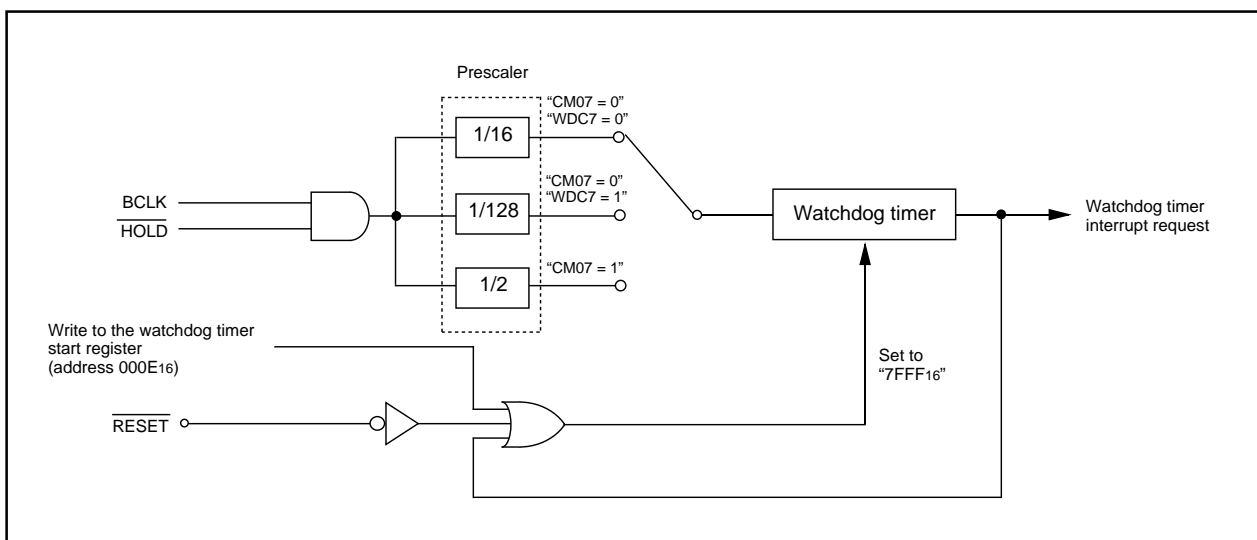 Prescaler
“CM07 = 0”
“WDC7 = 0”
1/16
“CM07 = 0”
“WDC7 = 1”
1/128
“CM07 = 1”
1/2
BCLK
HOLD
Watchdog timer
Watchdog timer
interrupt request
Write to the watchdog timer
start register
(address 000E16)
Set to
“7FFF16”
RESET